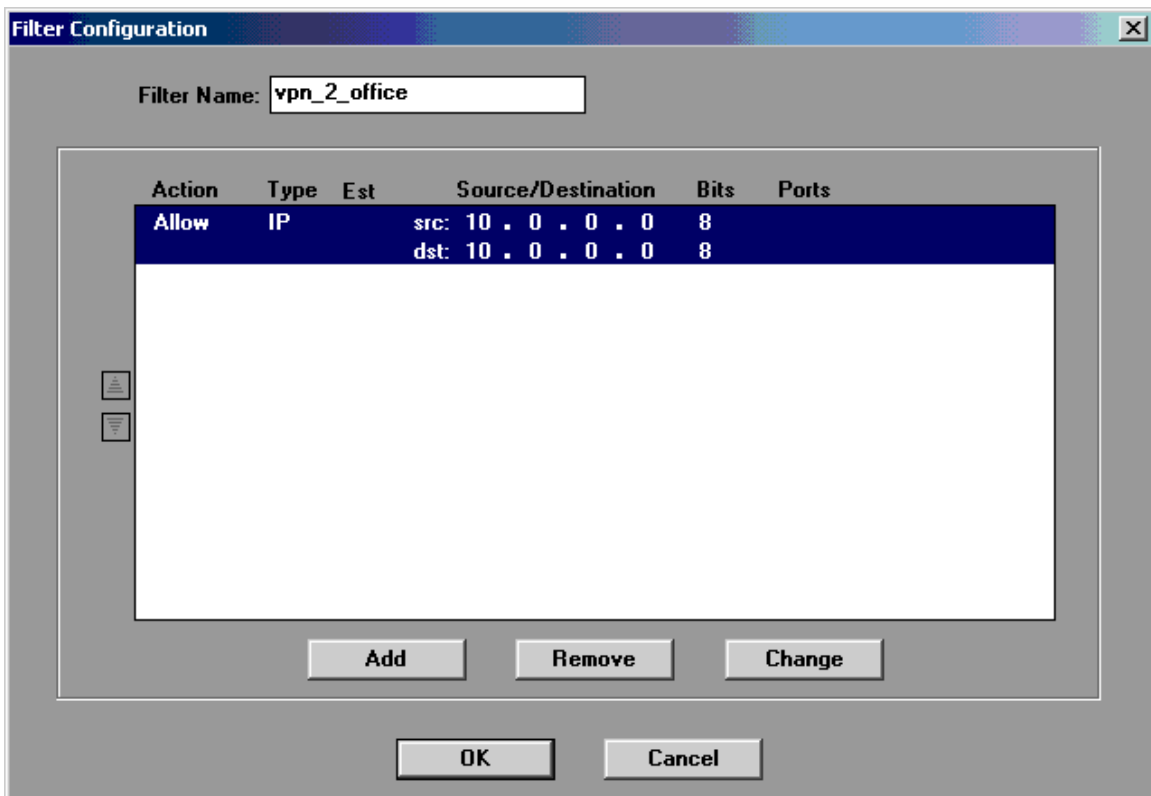 Filter Configuration
Filter Name: vpn_2_office
Action Type Est Source/Destination Bits Ports
Allow IP src: 10 . 0 . 0 . 0 8
dst: 10 . 0 . 0 . 0 8
Add Remove Change
OK Cancel